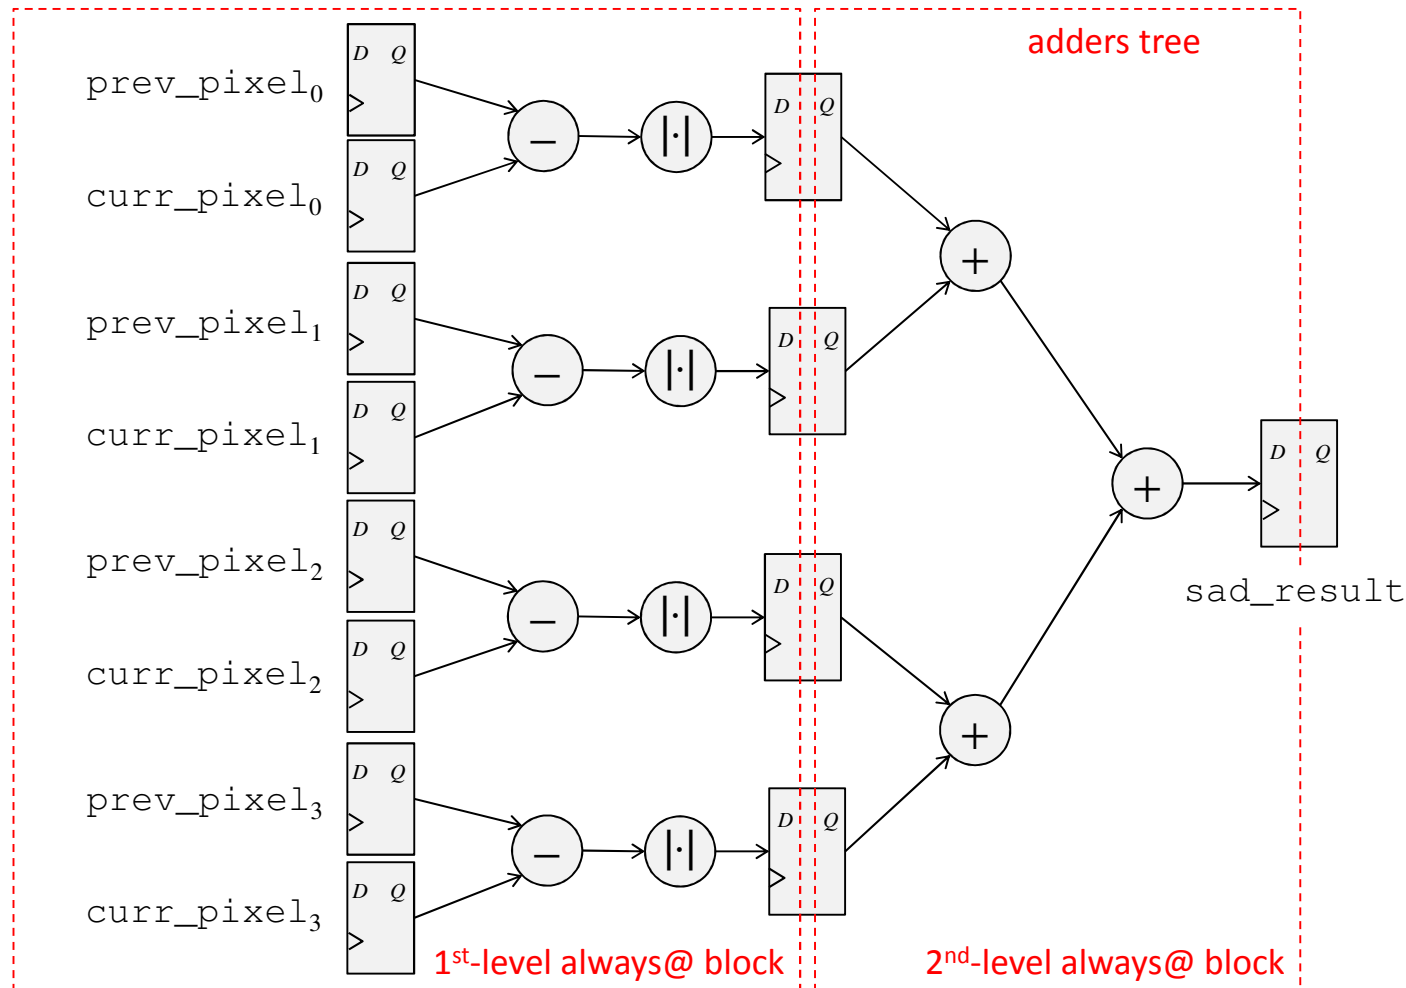 adders tree
D Q
prev_pixel0
D Q
curr_pixel0
− |·|
D Q
+
D Q
prev_pixel1
D Q
curr_pixel1
− |·|
D Q
+
D Q
sad_result
D Q
prev_pixel2
D Q
curr_pixel2
− |·|
D Q
+
D Q
prev_pixel3
D Q
curr_pixel3
− |·|
D Q
1st-level always@ block
2nd-level always@ block